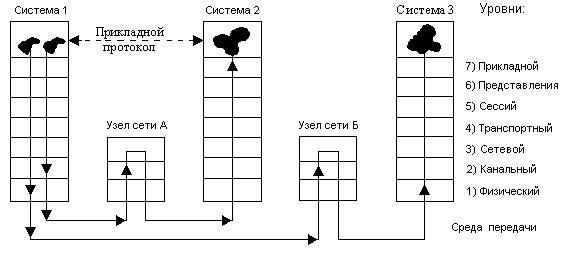 Система 1
Система 2
Система 3
Уровни:
Прикладной
протокол
7) Прикладной
6) Представления
5) Сессий
4) Транспортный
3) Сетевой
2) Канальный
1) Физический
Узел сети А
Узел сети Б
Среда передачи